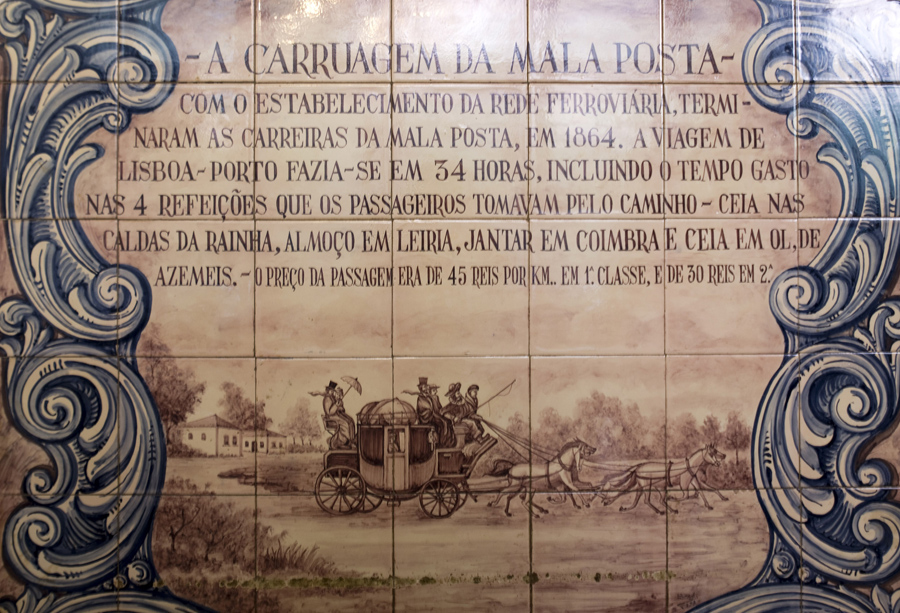 -A CARRUAGEM DA MALA POSTA-
COM O ESTABELECIMENTO DA REDE FERROVIÁRIA, TERMI-
NARAM AS CARREIRAS DA MALA POSTA, EM 1864. A VIAGEM DE
LISBOA-PORTO FAZIA-SE EM 34 HORAS, INCLUINDO O TEMPO GASTO
NAS 4 REFEIÇÕES QUE OS PASSAGEIROS TOMAVAM PELO CAMINHO - CEIA NAS
CALDAS DA RAINHA, ALMOÇO EM LEIRIA, JANTAR EM COIMBRA E CEIA EM OL. DE
AZEMEIS. - O PREÇO DA PASSAGEM ERA DE 45 REIS POR KM.. EM 1ª. CLASSE, E DE 30 REIS EM 2.ª